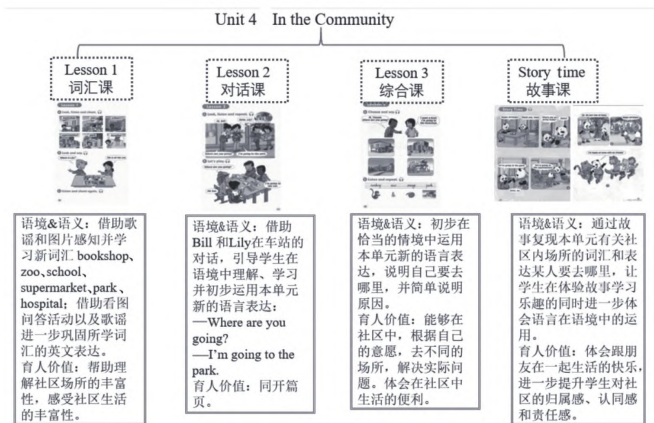 Unit 4 In the Community
Lesson 1
词汇课
Lesson 2
对话课
Lesson 3
综合课
Story time
故事课
语境&语义：借助歌
谣和图片感知并学
习新词汇 bookshop、
zoo、school、
supermarket、park、
hospital；借助看图
问答活动以及歌谣
进一步巩固所学词
汇的英文表达。
育人价值：帮助理
解社区场所的丰富
性，感受社区生活
的丰富性。
语境&语义：借助
Bill 和Lily在车站的
对话，引导学生在
语境中理解、学习
并初步运用本单元
新的语言表达：
—Where are you
going?
—I'm going to the
park.
育人价值：同开篇
页。
语境&语义：初步在
恰当的情境中运用
本单元新的语言表
达，说明自己要去
哪里，并简单说明
原因。
育人价值：能够在
社区中，根据自己
的意愿，去不同的
场所，解决实际问
题。体会在社区中
生活的便利。
语境&语义：通过故
事复现本单元有关社
区内场所的词汇和表
达某人要去哪里，让
学生在体验故事学习
乐趣的同时进一步体
会语言在语境中的运
用。
育人价值：体会跟朋
友在一起生活的快乐，
进一步提升学生对社
区的归属感、认同感
和责任感。